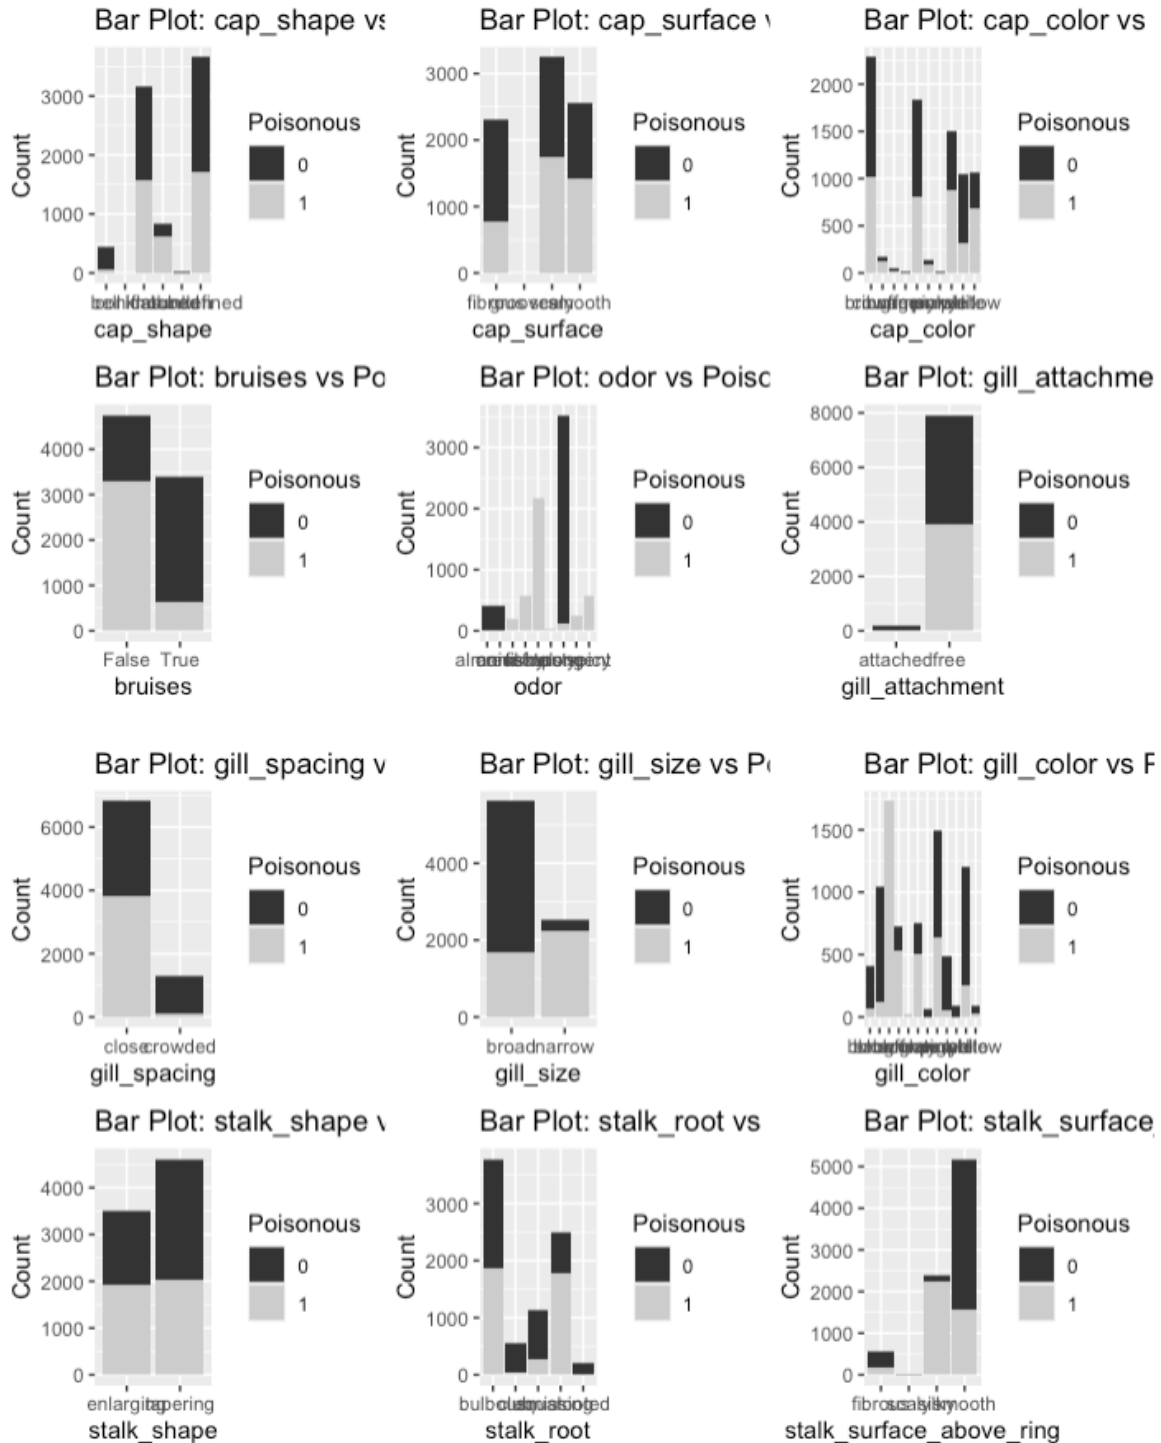 Bar Plot: cap_shape vs
Count
3000
2000
1000
0
cap_shape
Poisonous
0
1
Bar Plot: cap_surface
Count
3000
2000
1000
0
fibrous
smooth
cap_surface
Poisonous
0
1
Bar Plot: cap_color vs
Count
2000
1500
1000
500
0
cap_color
Poisonous
0
1
Bar Plot: bruises vs Po
Count
4000
3000
2000
1000
0
False True
bruises
Poisonous
0
1
Bar Plot: odor vs Poisc
Count
3000
2000
1000
0
odor
Poisonous
0
1
Bar Plot: gill_attachme
Count
8000
6000
4000
2000
0
attached free
gill_attachment
Poisonous
0
1
Bar Plot: gill_spacing v
Count
6000
4000
2000
0
close crowded
gill_spacing
Poisonous
0
1
Bar Plot: gill_size vs P
Count
4000
2000
0
broad narrow
gill_size
Poisonous
0
1
Bar Plot: gill_color vs P
Count
1500
1000
500
0
gill_color
Poisonous
0
1
Bar Plot: stalk_shape v
Count
4000
3000
2000
1000
0
enlarging tapering
stalk_shape
Poisonous
0
1
Bar Plot: stalk_root vs
Count
3000
2000
1000
0
stalk_root
Poisonous
0
1
Bar Plot: stalk_surface_
Count
5000
4000
3000
2000
1000
0
fibrous scaly silky smooth
stalk_surface_above_ring
Poisonous
0
1